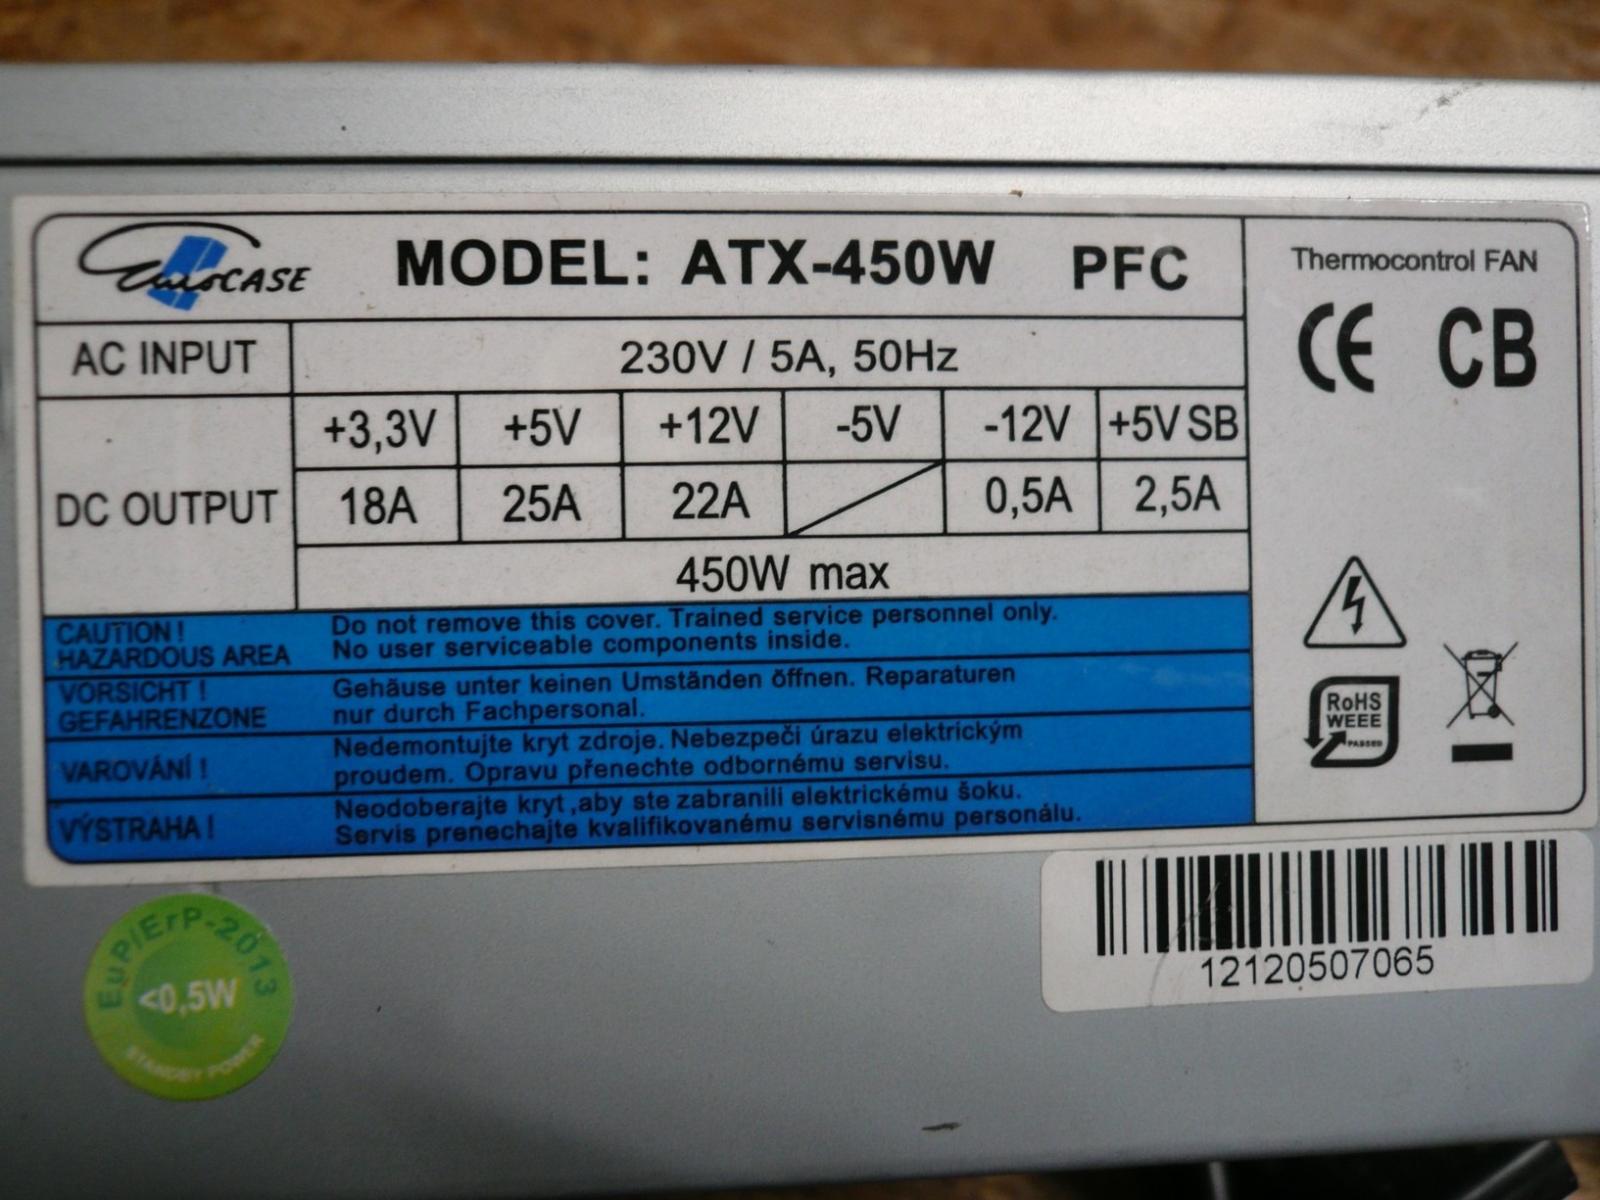 EuroCASE MODEL: ATX-450W PFC
Thermocontrol FAN
CE CB
AC INPUT 230V / 5A, 50Hz
DC OUTPUT
+3,3V +5V +12V -5V -12V +5V SB
18A 25A 22A 0,5A 2,5A
450W max
CAUTION !
HAZARDOUS AREA
Do not remove this cover. Trained service personnel only.
No user serviceable components inside.
VORSICHT !
GEFAHRENZONE
Gehäuse unter keinen Umständen öffnen. Reparaturen
nur durch Fachpersonal.
VAROVÁNÍ !
Nedemontujte kryt zdroje. Nebezpečí úrazu elektrickým
proudem. Opravu přenechte odbornému servisu.
VÝSTRAHA !
Neodoberajte kryt ,aby ste zabranili elektrickému šoku.
Servis prenechajte kvalifikovanému servisnému personálu.
RoHS
WEEE
PASSED
12120507065
EuP/ErP-2013
<0,5W
STANDBY POWER